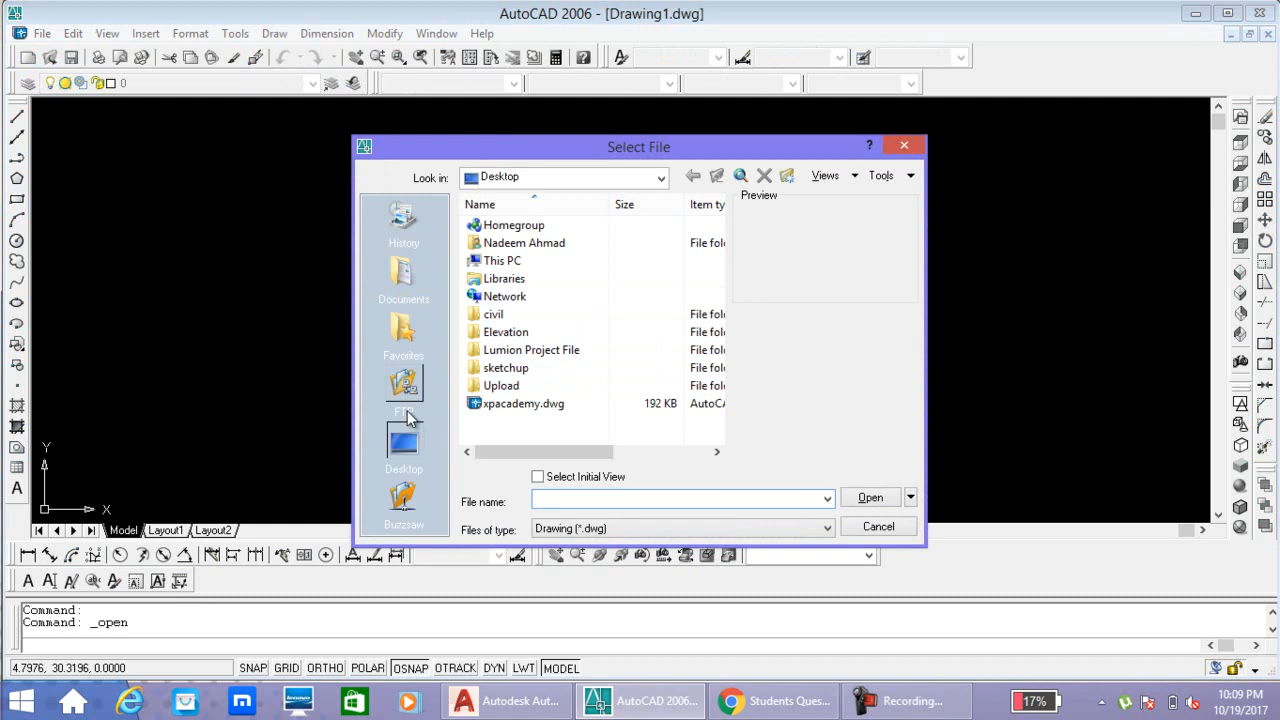 AutoCAD 2006 - [Drawing1.dwg]
File Edit View Insert Format Tools Draw Dimension Modify Window Help
0
Select File
Look in: Desktop Views Tools
Name Size Item ty
Preview
History
Documents
Favorites
FTP
Desktop
Buzzsaw
Homegroup
Nadeem Ahmad File fol
This PC
Libraries
Network
civil File fol
Elevation File fol
Lumion Project File File fol
sketchup File fol
Upload File fol
xpacademy.dwg 192 KB AutoCA
Select Initial View
File name: Open
Files of type: Drawing (*.dwg) Cancel
Y
X
Model Layout1 Layout2
Command:
Command: _open
4.7976, 30.3196, 0.0000 SNAP GRID ORTHO POLAR OSNAP OTRACK DYN LWT MODEL
Autodesk Aut... AutoCAD 2006... Students Ques... Recording... 17% 10:09 PM
10/19/2017